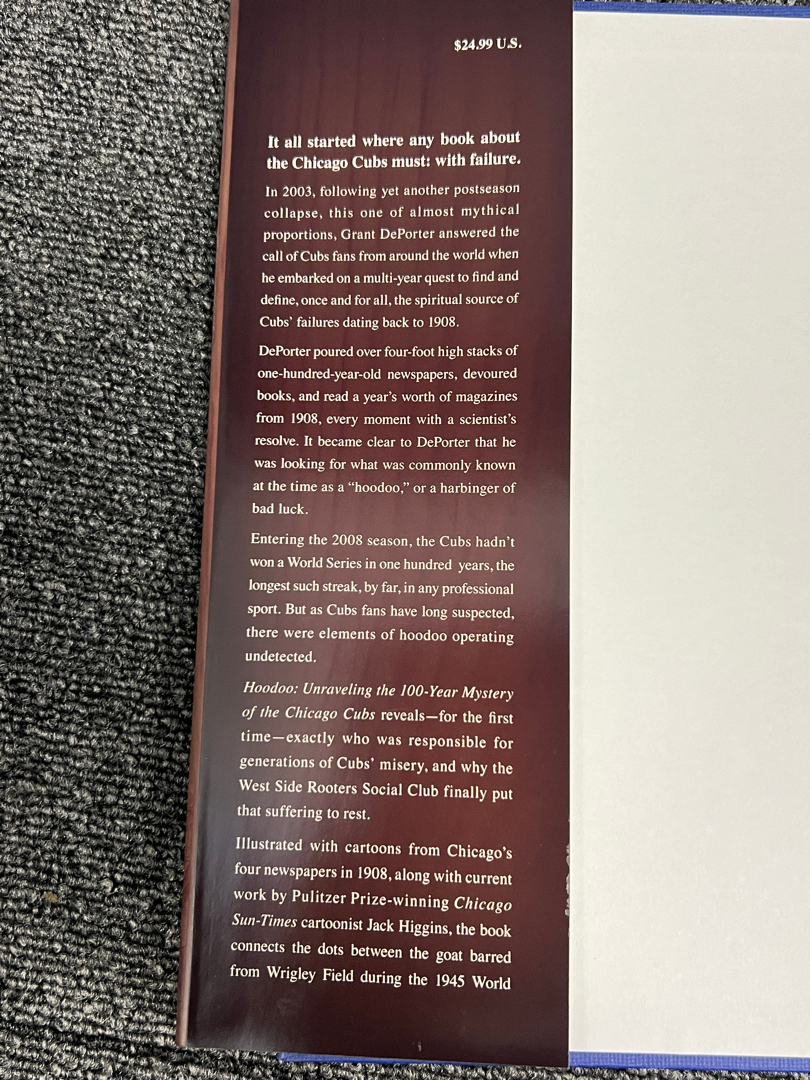 $24.99 U.S.
It all started where any book about
the Chicago Cubs must: with failure.
In 2003, following yet another postseason
collapse, this one of almost mythical
proportions, Grant DePorter answered the
call of Cubs fans from around the world when
he embarked on a multi-year quest to find and
define, once and for all, the spiritual source of
Cubs' failures dating back to 1908.
DePorter poured over four-foot high stacks of
one-hundred-year-old newspapers, devoured
books, and read a year's worth of magazines
from 1908, every moment with a scientist's
resolve. It became clear to DePorter that he
was looking for what was commonly known
at the time as a “hoodoo,” or a harbinger of
bad luck.
Entering the 2008 season, the Cubs hadn't
won a World Series in one hundred years, the
longest such streak, by far, in any professional
sport. But as Cubs fans have long suspected,
there were elements of hoodoo operating
undetected.
Hoodoo: Unraveling the 100-Year Mystery
of the Chicago Cubs reveals—for the first
time—exactly who was responsible for
generations of Cubs' misery, and why the
West Side Rooters Social Club finally put
that suffering to rest.
Illustrated with cartoons from Chicago's
four newspapers in 1908, along with current
work by Pulitzer Prize-winning Chicago
Sun-Times cartoonist Jack Higgins, the book
connects the dots between the goat barred
from Wrigley Field during the 1945 World